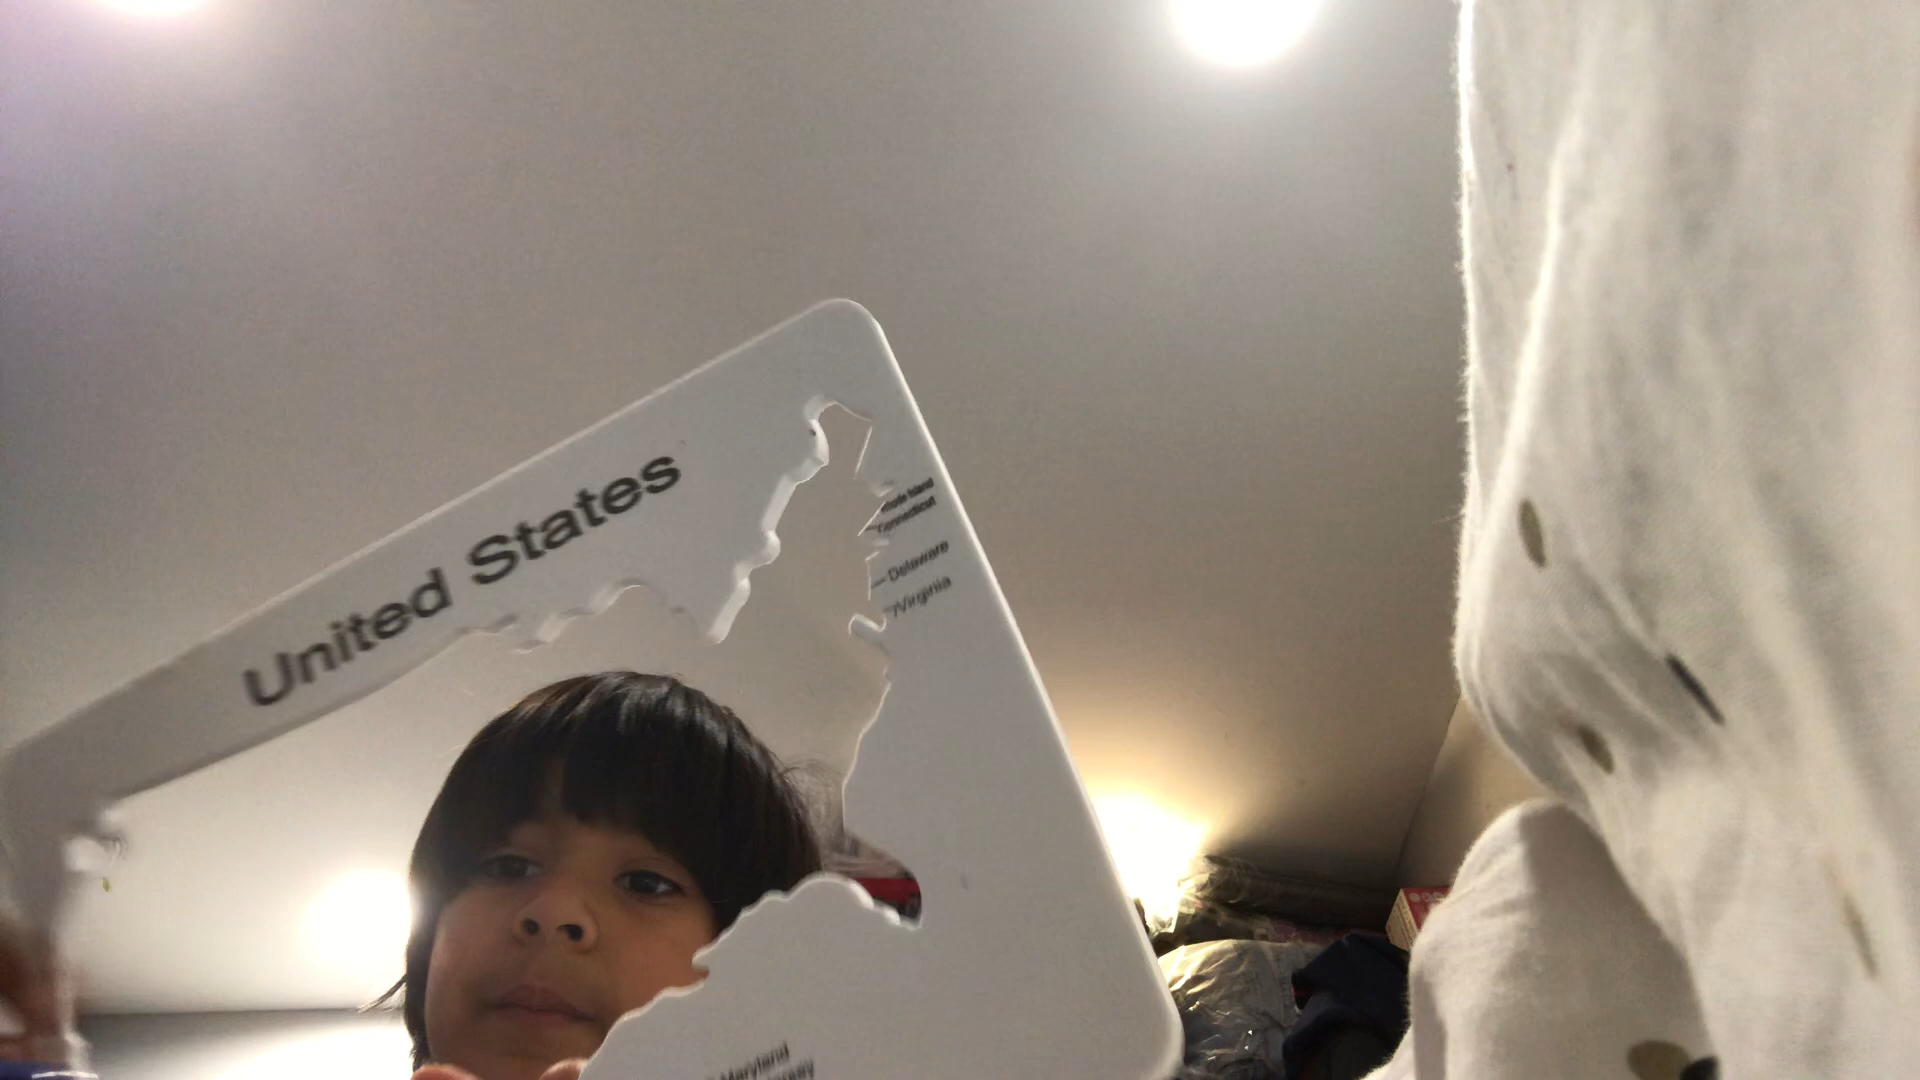 United States
Rhode Island
Connecticut
Delaware
Virginia
Maryland